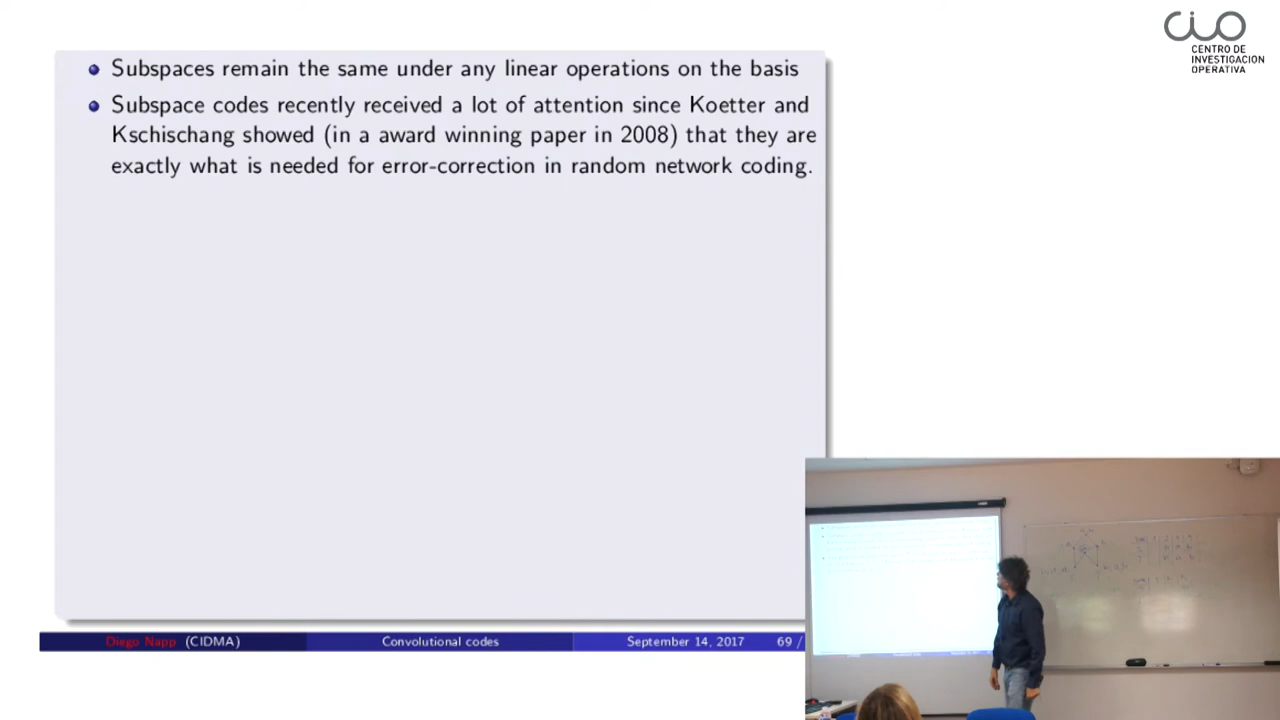 CIO
CENTRO DE
INVESTIGACION
OPERATIVA
Subspaces remain the same under any linear operations on the basis
Subspace codes recently received a lot of attention since Koetter and
Kschischang showed (in a award winning paper in 2008) that they are
exactly what is needed for error-correction in random network coding.
Diego Napp (CIDMA) Convolutional codes September 14, 2017 69 /